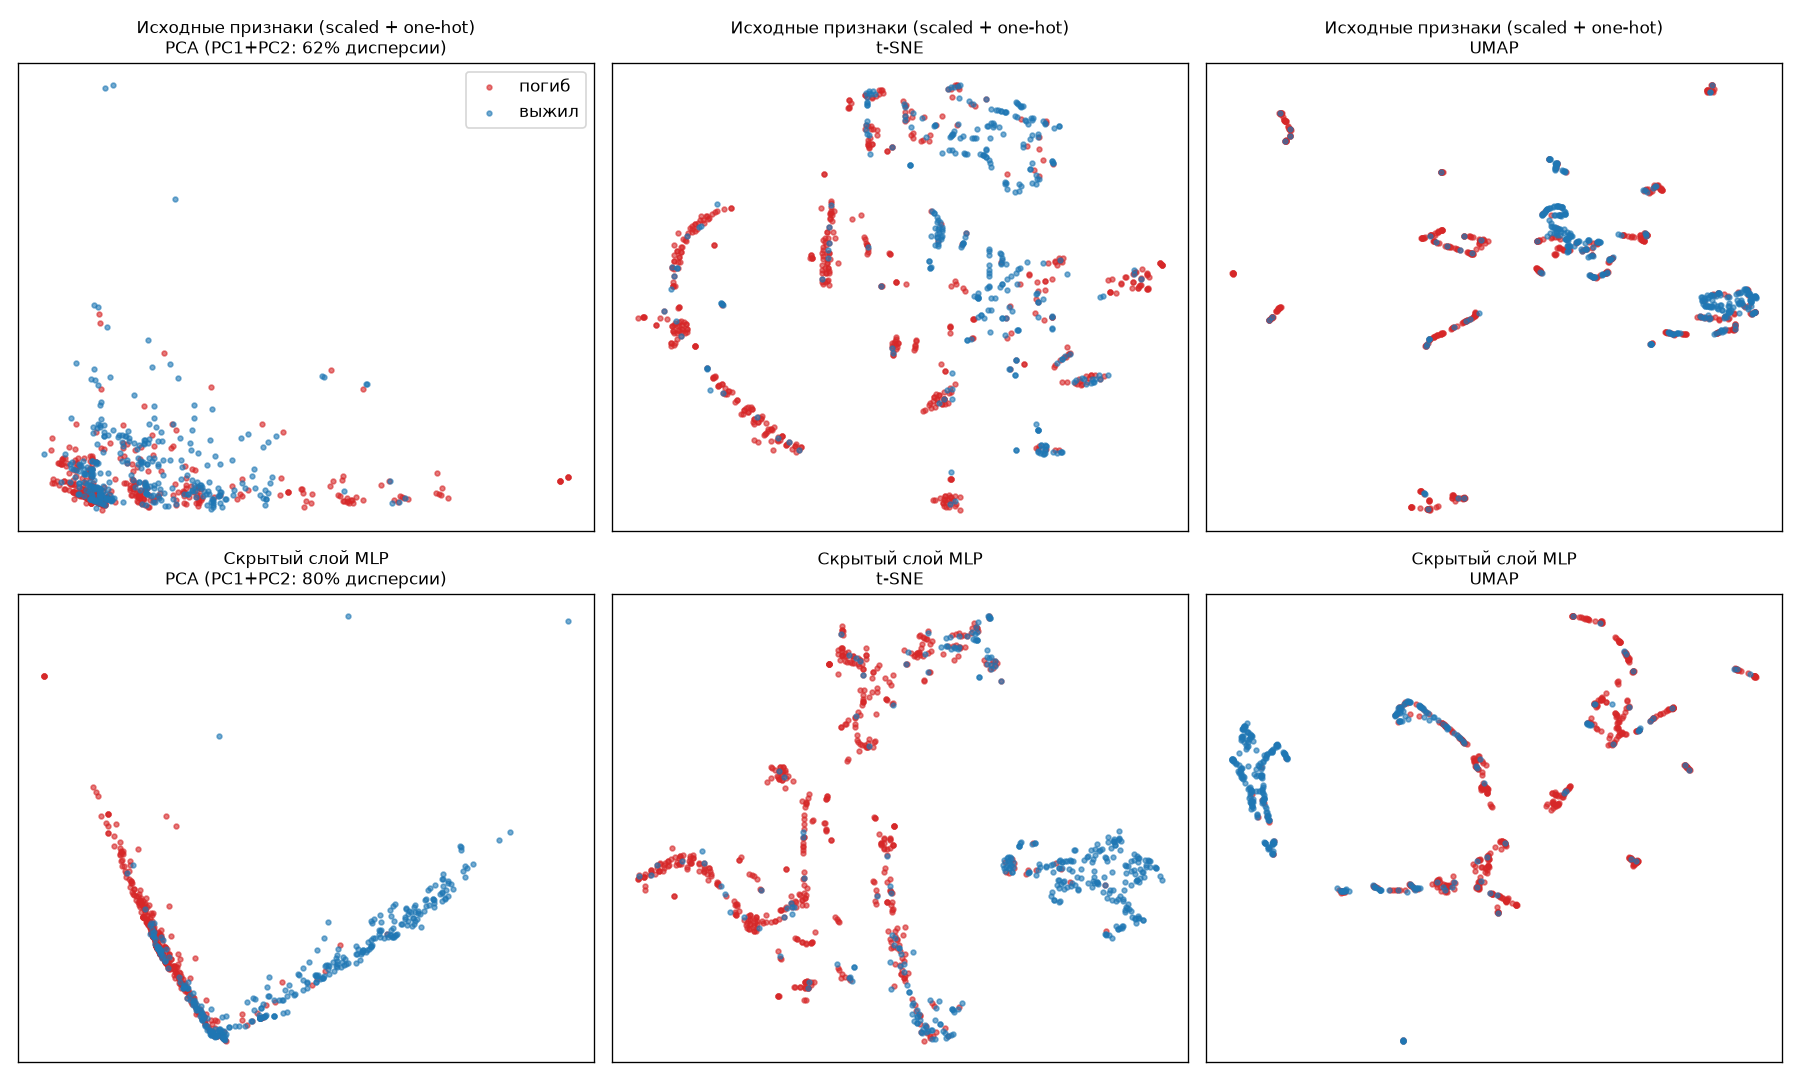 Исходные признаки (scaled + one-hot)
PCA (PC1+PC2: 62% дисперсии)
Исходные признаки (scaled + one-hot)
t-SNE
Исходные признаки (scaled + one-hot)
UMAP
погиб
выжил
Скрытый слой MLP
PCA (PC1+PC2: 80% дисперсии)
Скрытый слой MLP
t-SNE
Скрытый слой MLP
UMAP